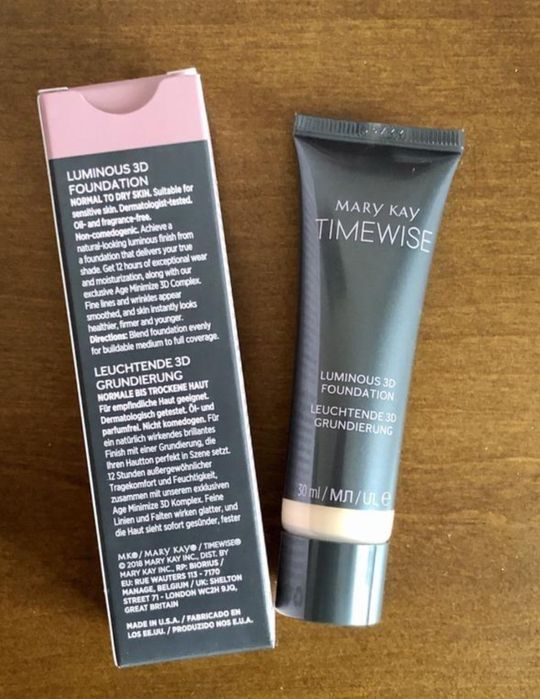 LUMINOUS 3D
FOUNDATION
NORMAL TO DRY SKIN. Suitable for
sensitive skin. Dermatologist-tested.
Oil- and fragrance-free.
Non-comedogenic. Achieve a
natural-looking luminous finish from
a foundation that delivers your true
shade. Get 12 hours of exceptional wear
and moisturization, along with our
exclusive Age Minimize 3D Complex.
Fine lines and wrinkles appear
smoothed, and skin instantly looks
healthier, firmer and younger.
Directions: Blend foundation evenly
for buildable medium to full coverage.
LEUCHTENDE 3D
GRUNDIERUNG
NORMALE BIS TROCKENE HAUT
Für empfindliche Haut geeignet.
Dermatologisch getestet. Öl- und
parfumfrei. Nicht komedogen. Für
ein natürlich wirkendes brillantes
Finish mit einer Grundierung, die
Ihren Hautton perfekt in Szene setzt.
12 Stunden außergewöhnlicher
Tragekomfort und Feuchtigkeit,
zusammen mit unserem exklusiven
Age Minimize 3D Komplex. Feine
Linien und Falten wirken glatter, und
die Haut sieht sofort gesünder, fester
MK® / MARY KAY® / TIMEWISE®
© 2018 MARY KAY INC., DIST. BY
MARY KAY INC., RP: BIORIUS /
EU: RUE WAUTERS 113 - 7170
MANAGE, BELGIUM / UK: SHELTON
STREET 71 - LONDON WC2H 9JQ,
GREAT BRITAIN
MADE IN U.S.A. / FABRICADO EN
LOS EE.UU. / PRODUZIDO NOS E.U.A.
MARY KAY
TIMEWISE
LUMINOUS 3D
FOUNDATION
LEUCHTENDE 3D
GRUNDIERUNG
30 ml / МЛ / UL e